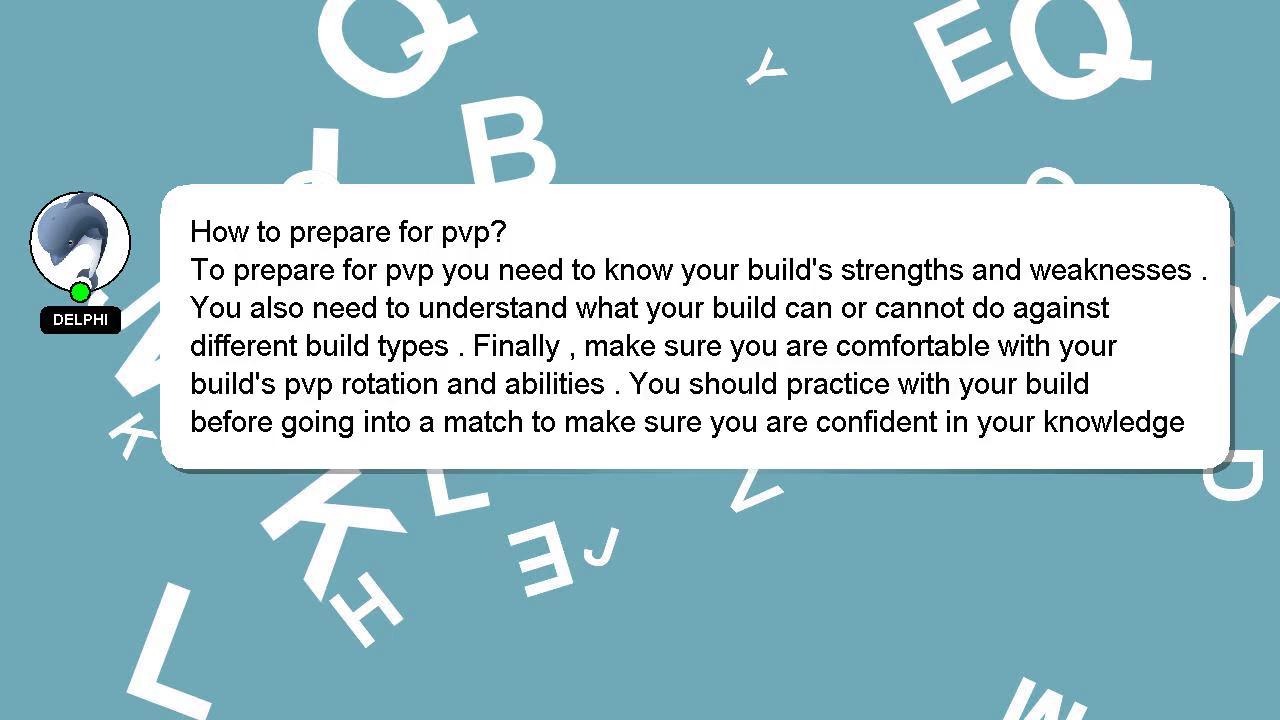 How to prepare for pvp?
To prepare for pvp you need to know your build's strengths and weaknesses .
You also need to understand what your build can or cannot do against
different build types . Finally , make sure you are comfortable with your
build's pvp rotation and abilities . You should practice with your build
before going into a match to make sure you are confident in your knowledge
DELPHI
Q
E
Q
Y
B
K
L
V
D
Y
K
E
J
H
L
M